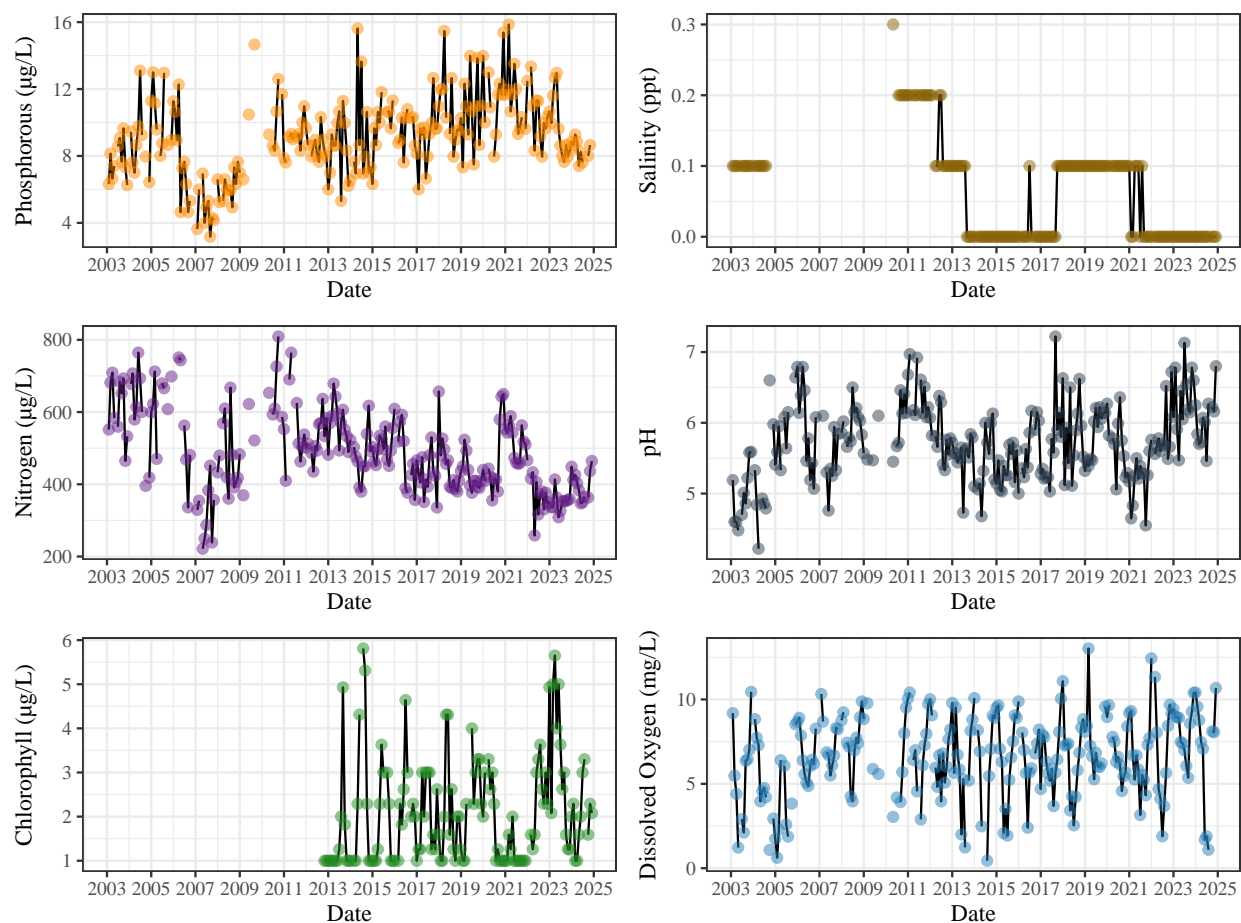 Phosphorous (µg/L)
16
12
8
4
2003 2005 2007 2009 2011 2013 2015 2017 2019 2021 2023 2025
Date
Salinity (ppt)
0.3
0.2
0.1
0.0
2003 2005 2007 2009 2011 2013 2015 2017 2019 2021 2023 2025
Date
Nitrogen (µg/L)
800
600
400
200
2003 2005 2007 2009 2011 2013 2015 2017 2019 2021 2023 2025
Date
pH
7
6
5
2003 2005 2007 2009 2011 2013 2015 2017 2019 2021 2023 2025
Date
Chlorophyll (µg/L)
6
5
4
3
2
1
2003 2005 2007 2009 2011 2013 2015 2017 2019 2021 2023 2025
Date
Dissolved Oxygen (mg/L)
10
5
0
2003 2005 2007 2009 2011 2013 2015 2017 2019 2021 2023 2025
Date